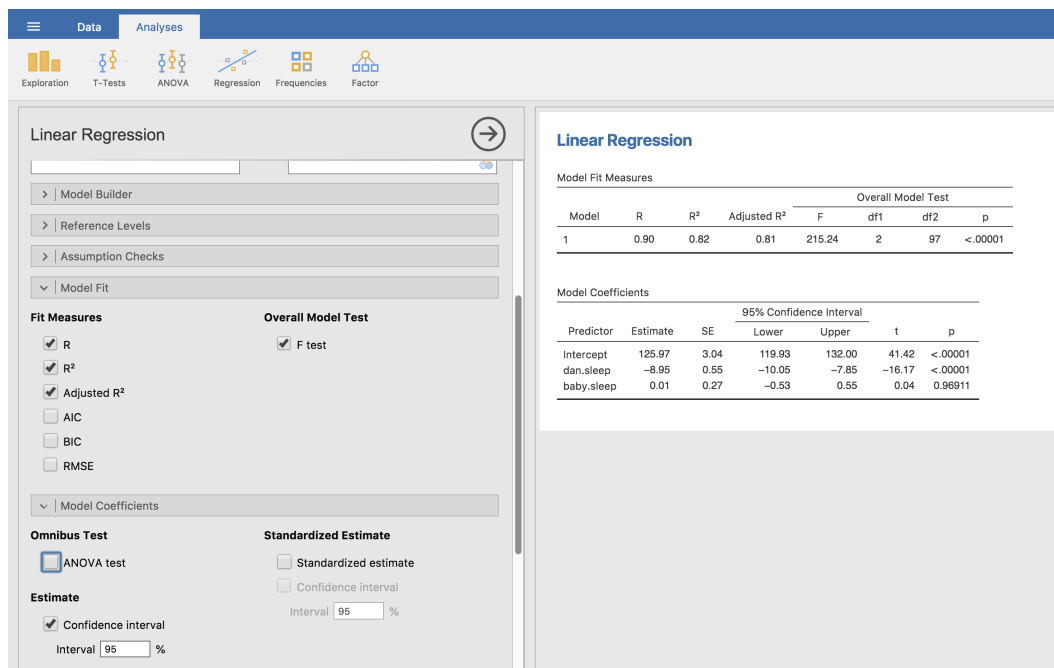 Data Analyses
Exploration T-Tests ANOVA Regression Frequencies Factor
Linear Regression
Model Builder
Reference Levels
Assumption Checks
Model Fit
Fit Measures Overall Model Test
R F test
R²
Adjusted R²
AIC
BIC
RMSE
Model Coefficients
Omnibus Test Standardized Estimate
ANOVA test Standardized estimate
Confidence interval
Interval 95 %
Estimate
Confidence interval
Interval 95 %
Linear Regression
Model Fit Measures
Overall Model Test
Model R R² Adjusted R² F df1 df2 p
1 0.90 0.82 0.81 215.24 2 97 <.00001
Model Coefficients
95% Confidence Interval
Predictor Estimate SE Lower Upper t p
Intercept 125.97 3.04 119.93 132.00 41.42 <.00001
dan.sleep −8.95 0.55 −10.05 −7.85 −16.17 <.00001
baby.sleep 0.01 0.27 −0.53 0.55 0.04 0.96911